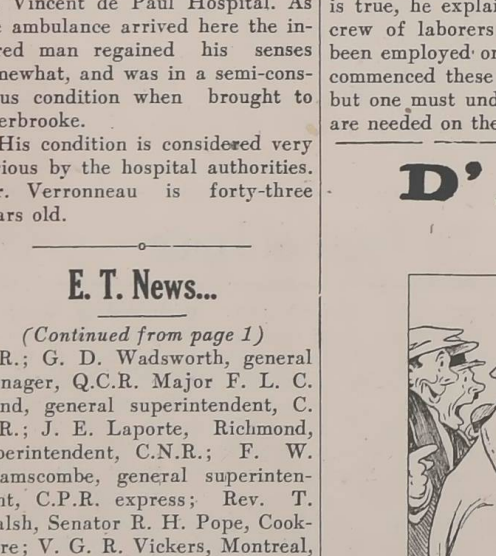 Vincent de Paul Hospital. As
ambulance arrived here the in-
red man regained his senses
newhat, and was in a semi-cons-
us condition when brought to
erbrooke.
His condition is considered very
ious by the hospital authorities.
r. Verronneau is forty-three
ars old.
E. T. News...
(Continued from page 1)
R.; G. D. Wadsworth, general
nager, Q.C.R. Major F. L. C.
nd, general superintendent, C.
R.; J. E. Laporte, Richmond,
perintendent, C.N.R.; F. W.
amscombe, general superinten-
nt, C.P.R. express; Rev. T.
alsh, Senator R. H. Pope, Cook-
re; V. G. R. Vickers, Montreal,
is true, he explai
crew of laborers
been employed or
commenced these
but one must und
are needed on the
D'